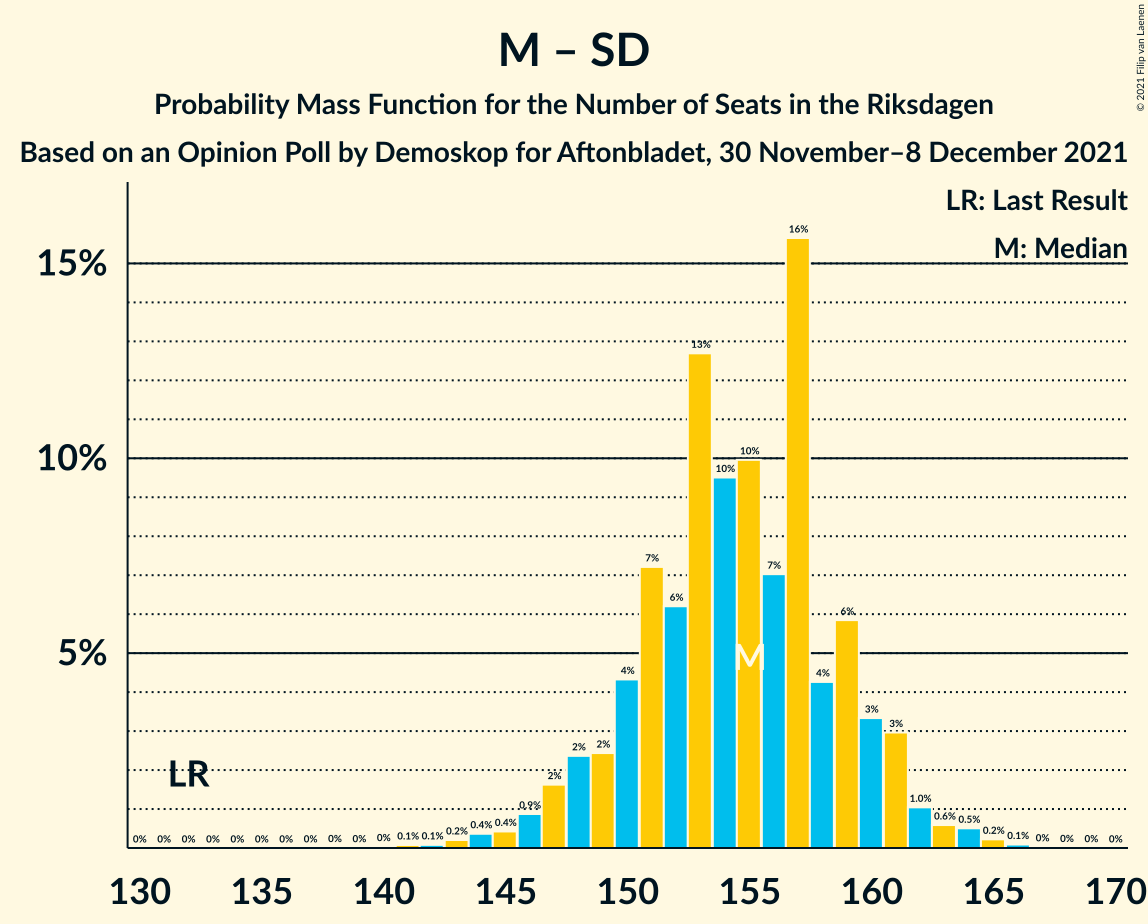 © 2021 Filip van Laenen
M – SD
Probability Mass Function for the Number of Seats in the Riksdagen
Based on an Opinion Poll by Demoskop for Aftonbladet, 30 November–8 December 2021
LR: Last Result
M: Median
15%
10%
5%
LR
M
0% 0% 0% 0% 0% 0% 0% 0% 0% 0% 0% 0.1% 0.1% 0.2% 0.4% 0.4% 0.9% 2% 2% 2% 4% 7% 6% 13% 10% 10% 7% 16% 4% 6% 3% 3% 1.0% 0.6% 0.5% 0.2% 0.1% 0% 0% 0% 0%
130 135 140 145 150 155 160 165 170